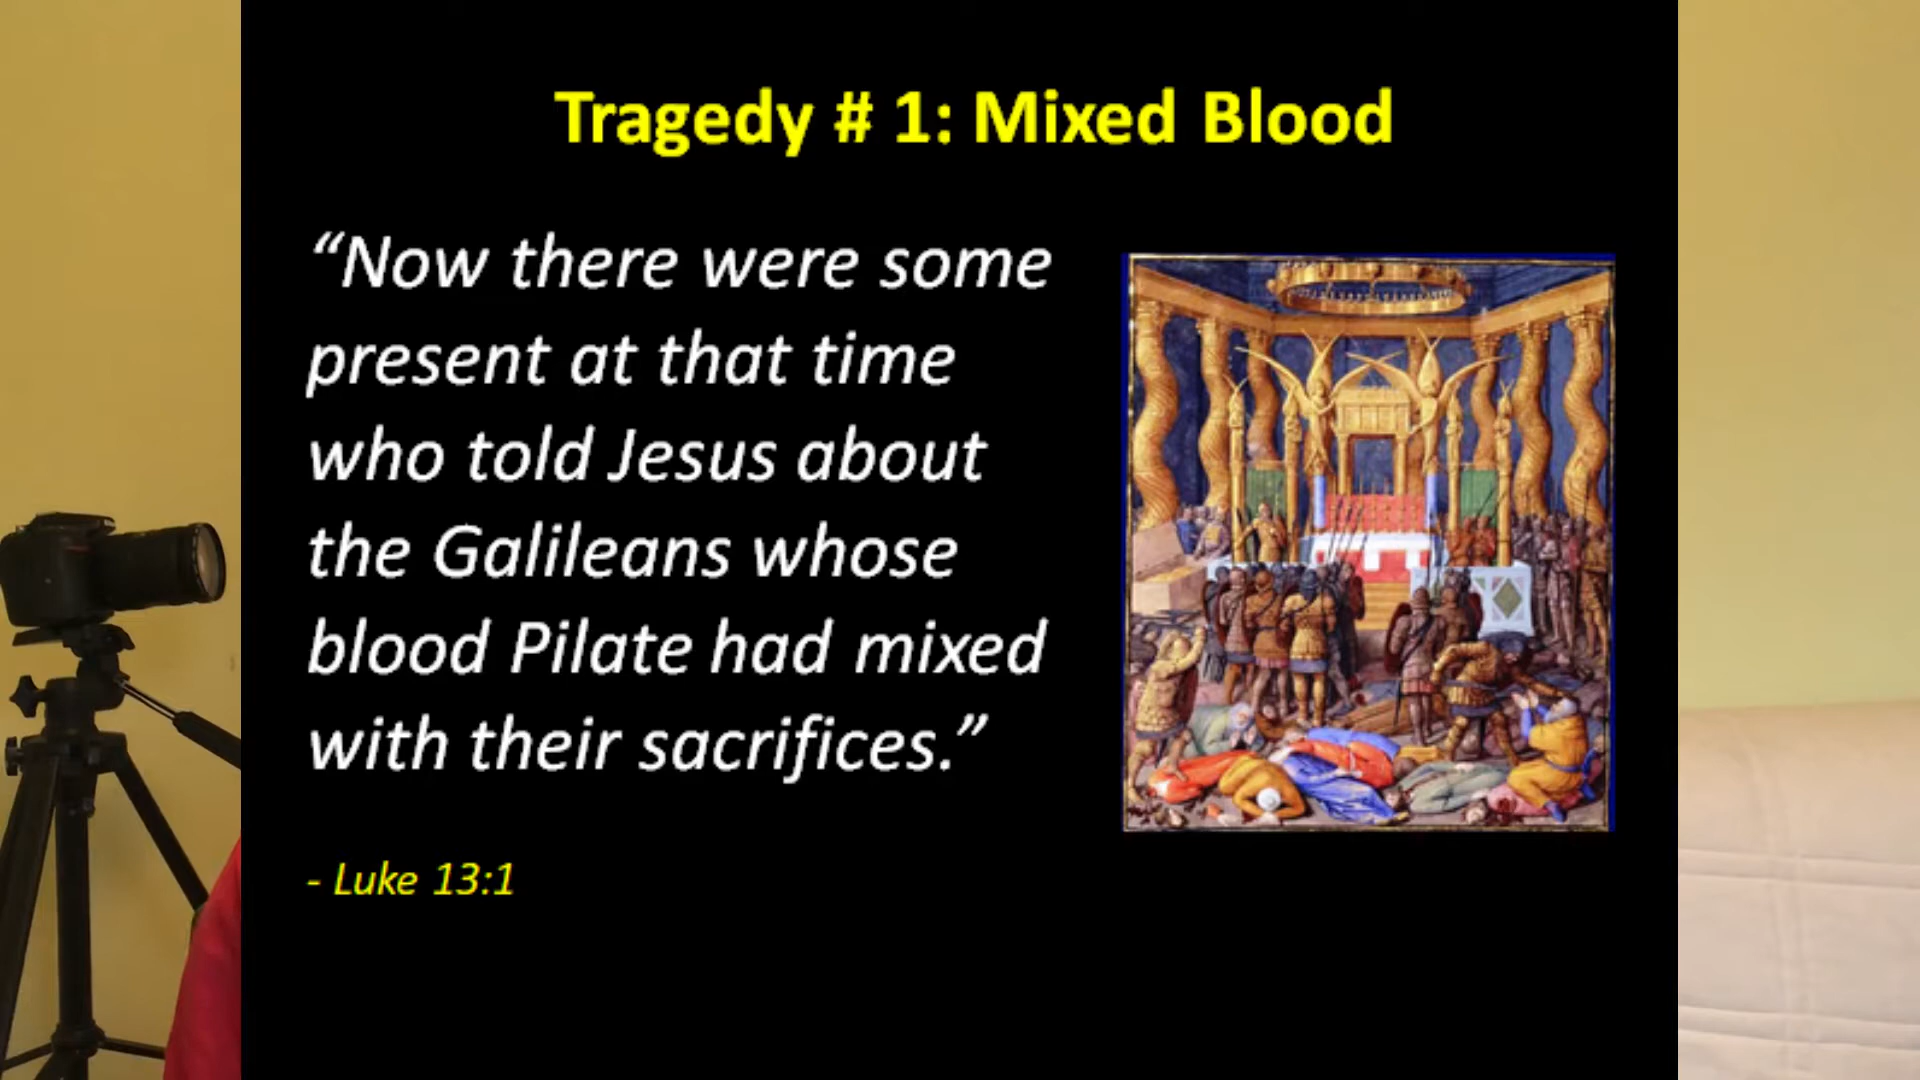 Tragedy # 1: Mixed Blood
“Now there were some
present at that time
who told Jesus about
the Galileans whose
blood Pilate had mixed
with their sacrifices.”
- Luke 13:1